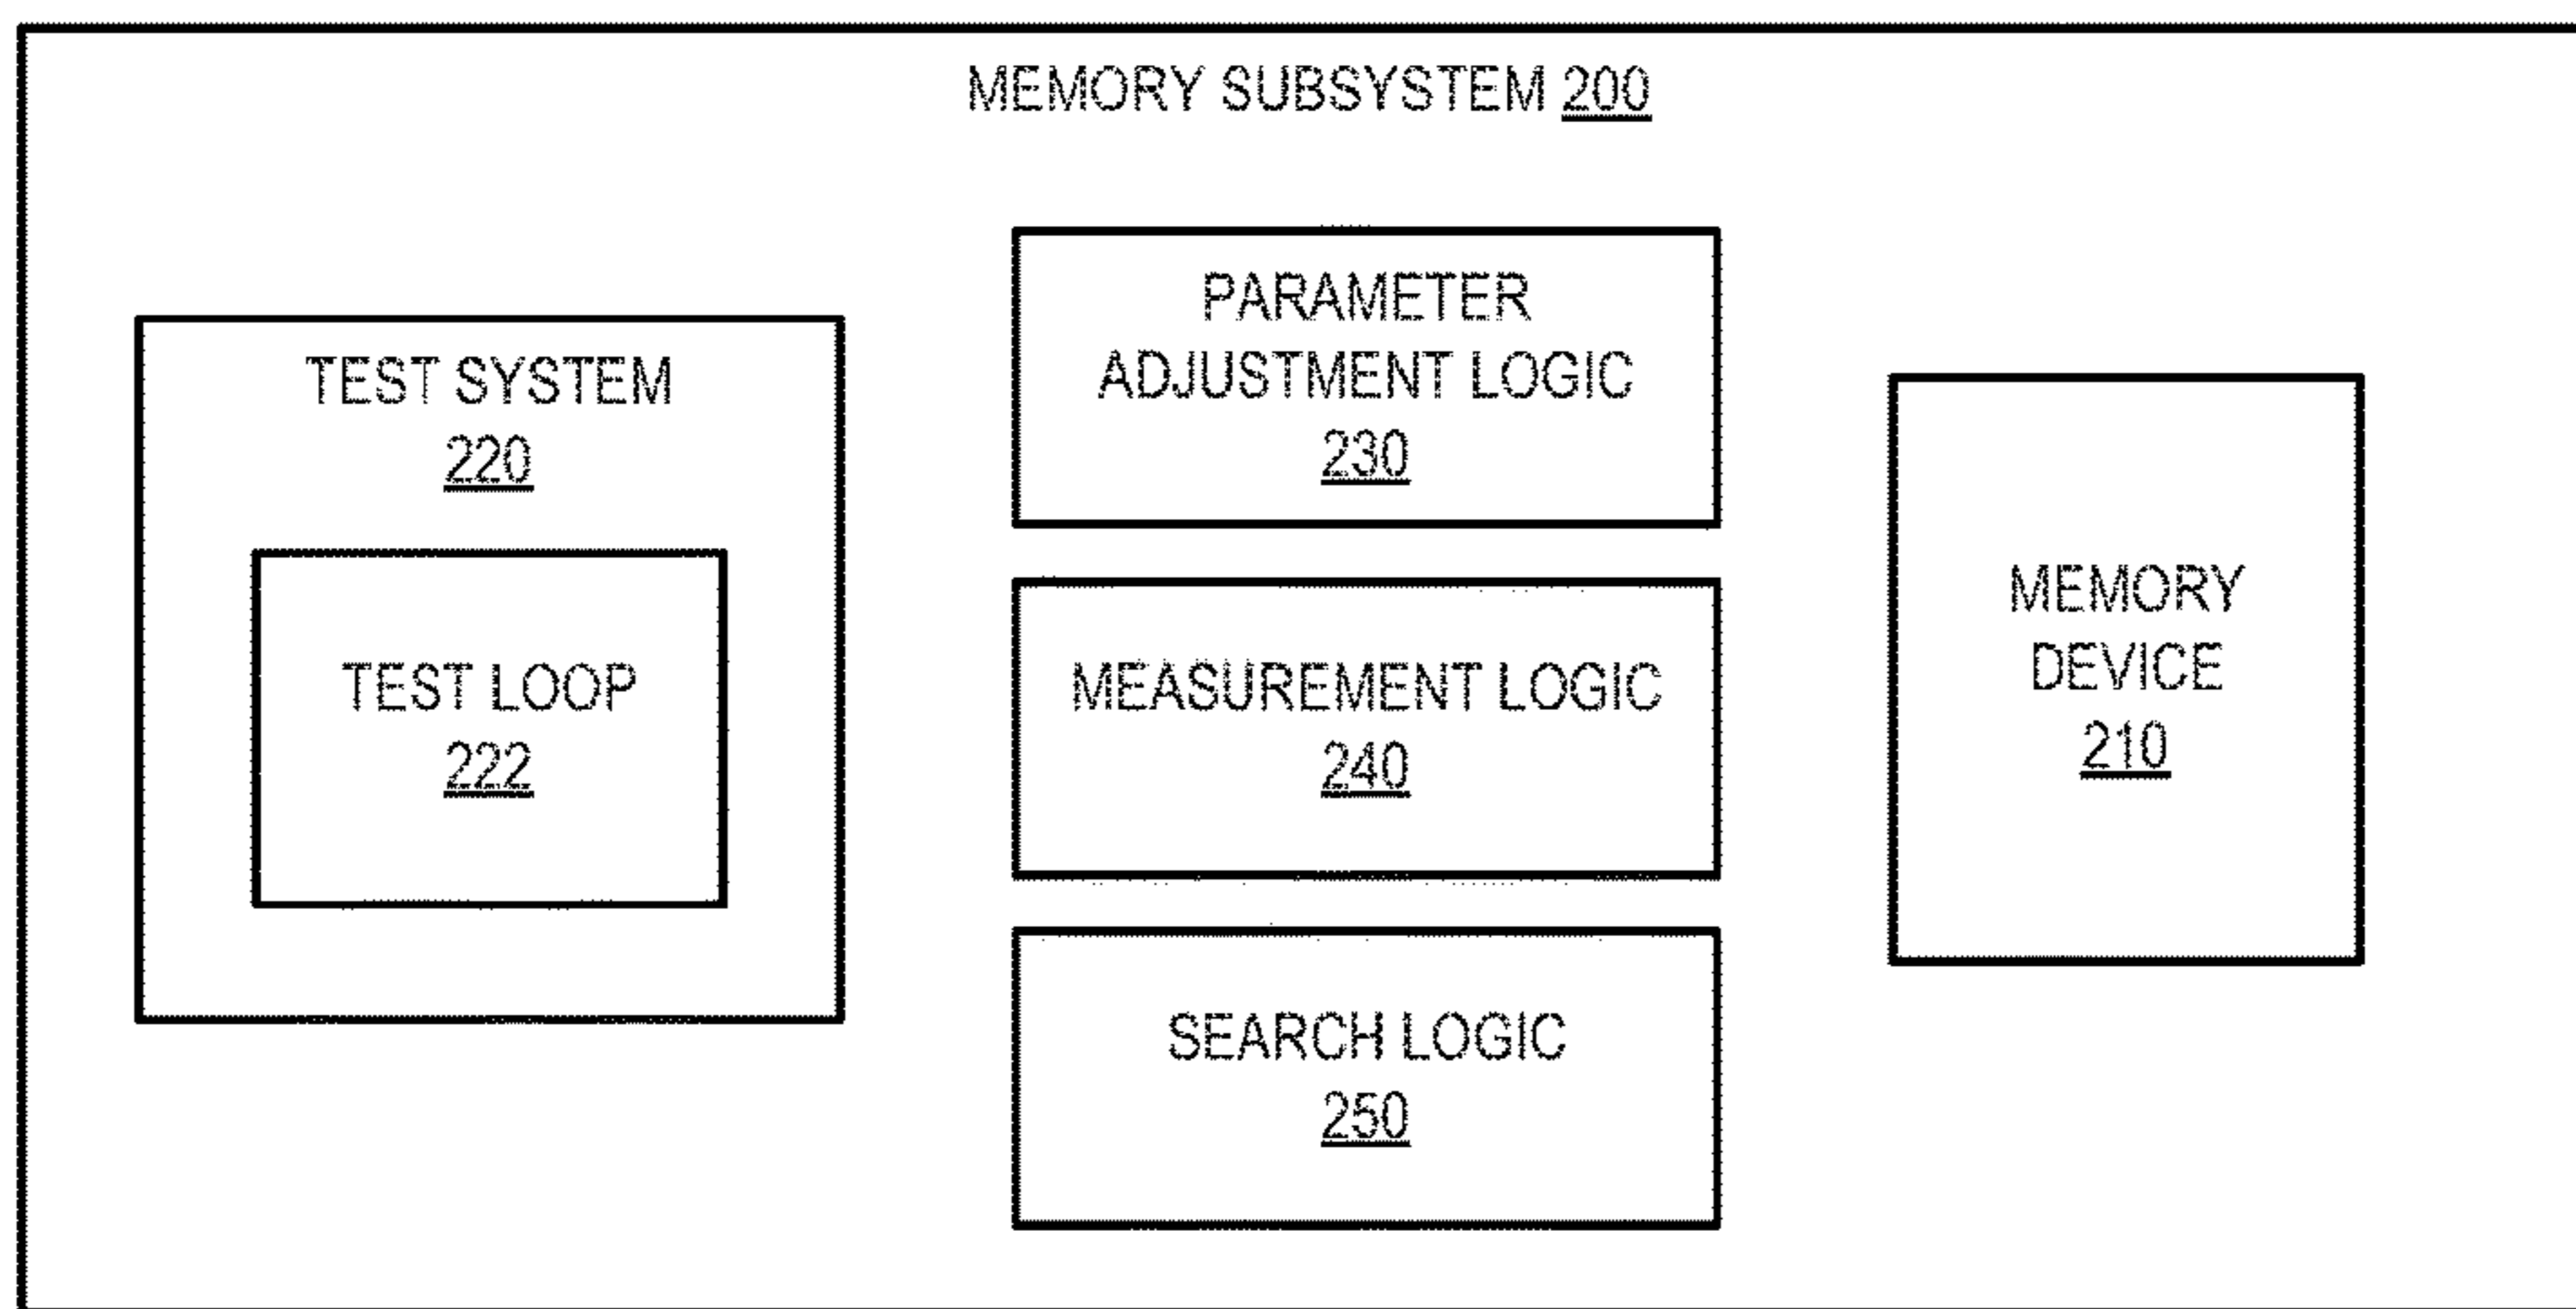 MEMORY SUBSYSTEM 200
TEST SYSTEM
220
TEST LOOP
222
PARAMETER
ADJUSTMENT LOGIC
230
MEASUREMENT LOGIC
240
SEARCH LOGIC
250
MEMORY
DEVICE
210